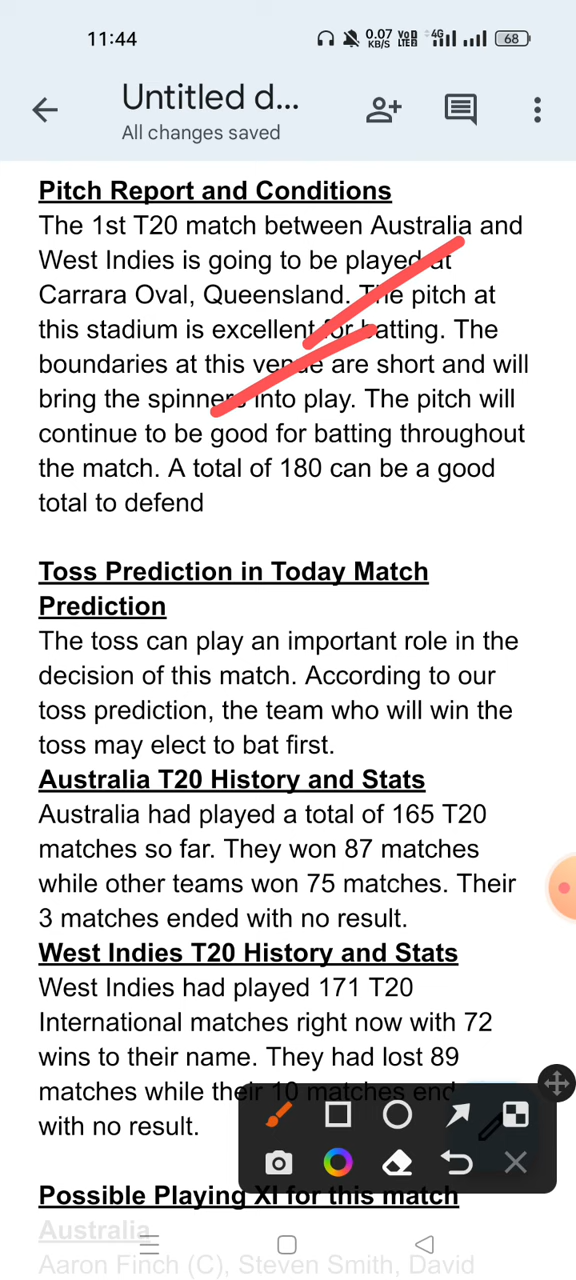 11:44
0.07 KB/S
VoD LTE2
4G
68
Untitled d...
All changes saved
Pitch Report and Conditions
The 1st T20 match between Australia and
West Indies is going to be played at
Carrara Oval, Queensland. The pitch at
this stadium is excellent for batting. The
boundaries at this venue are short and will
bring the spinners into play. The pitch will
continue to be good for batting throughout
the match. A total of 180 can be a good
total to defend
Toss Prediction in Today Match
Prediction
The toss can play an important role in the
decision of this match. According to our
toss prediction, the team who will win the
toss may elect to bat first.
Australia T20 History and Stats
Australia had played a total of 165 T20
matches so far. They won 87 matches
while other teams won 75 matches. Their
3 matches ended with no result.
West Indies T20 History and Stats
West Indies had played 171 T20
International matches right now with 72
wins to their name. They had lost 89
matches while their 10 matches end
with no result.
Possible Playing XI for this match
Australia
Aaron Finch (C), Steven Smith, David